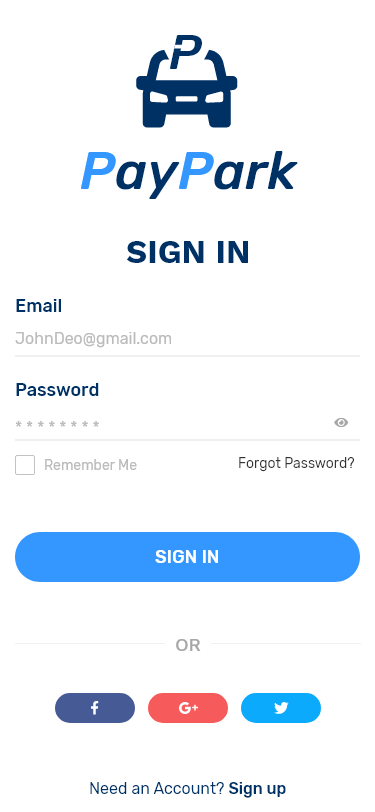 P
PayPark
SIGN IN
Email
JohnDeo@gmail.com
Password
* * * * * * * *
Remember Me
Forgot Password?
SIGN IN
OR
f
G+
Need an Account? Sign up